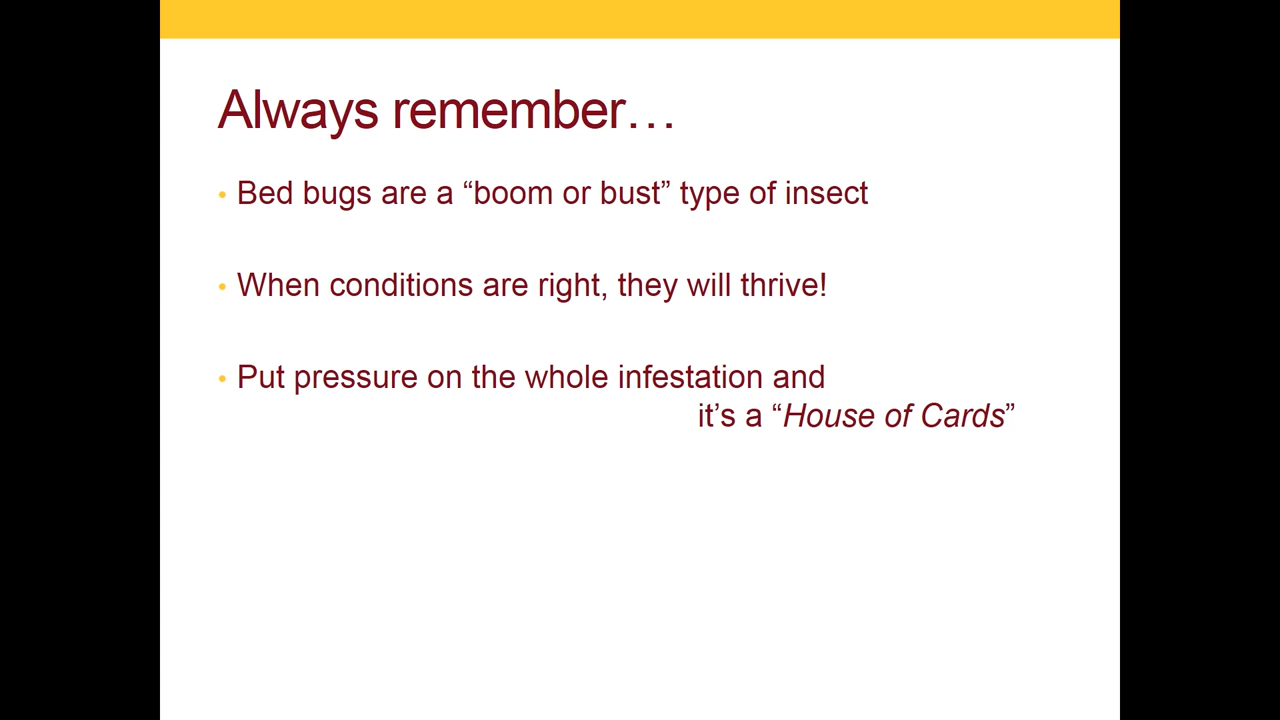 Always remember…
• Bed bugs are a “boom or bust” type of insect
• When conditions are right, they will thrive!
• Put pressure on the whole infestation and
it’s a “House of Cards”